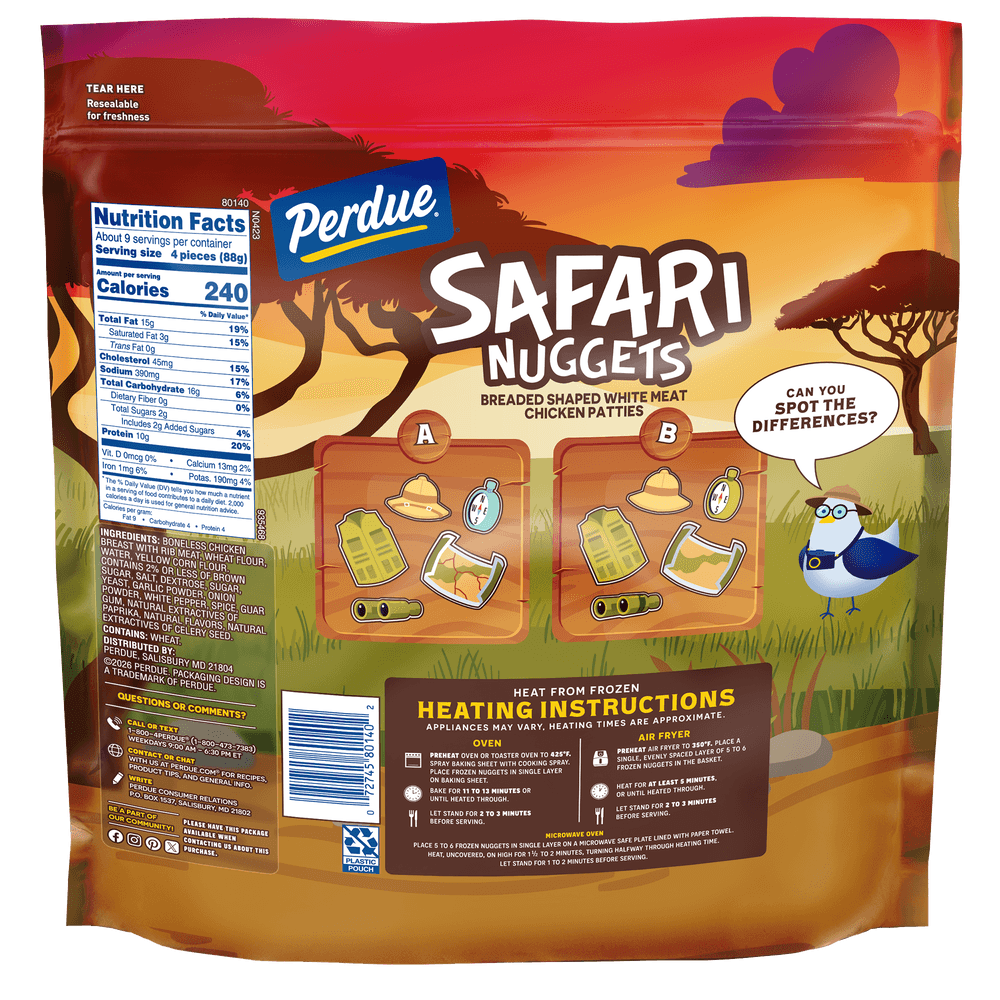 TEAR HERE
Resealable
for freshness
80140
N0423
Perdue®
SAFARI
NUGGETS
BREADED SHAPED WHITE MEAT
CHICKEN PATTIES
Nutrition Facts
About 9 servings per container
Serving size 4 pieces (88g)
Amount per serving
Calories 240
% Daily Value*
Total Fat 15g 19%
Saturated Fat 3g 15%
Trans Fat 0g
Cholesterol 45mg 15%
Sodium 390mg 17%
Total Carbohydrate 16g 6%
Dietary Fiber 0g 0%
Total Sugars 2g
Includes 2g Added Sugars 4%
Protein 10g 20%
Vit. D 0mcg 0% • Calcium 13mg 2%
Iron 1mg 6% • Potas. 190mg 4%
*The % Daily Value (DV) tells you how much a nutrient
in a serving of food contributes to a daily diet. 2,000
calories a day is used for general nutrition advice.
Calories per gram:
Fat 9 • Carbohydrate 4 • Protein 4
935468
INGREDIENTS: BONELESS CHICKEN
BREAST WITH RIB MEAT, WHEAT FLOUR,
WATER, YELLOW CORN FLOUR,
CONTAINS 2% OR LESS OF BROWN
SUGAR, SALT, DEXTROSE, SUGAR,
YEAST, GARLIC POWDER, ONION
POWDER, WHITE PEPPER, SPICE, GUAR
GUM, NATURAL EXTRACTIVES OF
PAPRIKA, NATURAL FLAVORS, NATURAL
EXTRACTIVES OF CELERY SEED.
CONTAINS: WHEAT.
DISTRIBUTED BY:
PERDUE, SALISBURY MD 21804
©2026 PERDUE. PACKAGING DESIGN IS
A TRADEMARK OF PERDUE.
QUESTIONS OR COMMENTS?
CALL OR TEXT
1-800-4PERDUE® (1-800-473-7383)
WEEKDAYS 9:00 AM – 6:30 PM ET
CONTACT OR CHAT
WITH US AT PERDUE.COM® FOR RECIPES,
PRODUCT TIPS, AND GENERAL INFO.
WRITE
PERDUE CONSUMER RELATIONS
P.O. BOX 1537, SALISBURY, MD 21802
BE A PART OF
OUR COMMUNITY!
PLEASE HAVE THIS PACKAGE
AVAILABLE WHEN
CONTACTING US ABOUT THIS
PURCHASE.
A
N
W E
S
B
N
W E
S
CAN YOU
SPOT THE
DIFFERENCES?
0 72745 80140 2
PLASTIC
POUCH
HEAT FROM FROZEN
HEATING INSTRUCTIONS
APPLIANCES MAY VARY, HEATING TIMES ARE APPROXIMATE.
OVEN
PREHEAT OVEN OR TOASTER OVEN TO 425°F.
SPRAY BAKING SHEET WITH COOKING SPRAY.
PLACE FROZEN NUGGETS IN SINGLE LAYER
ON BAKING SHEET.
BAKE FOR 11 TO 13 MINUTES OR
UNTIL HEATED THROUGH.
LET STAND FOR 2 TO 3 MINUTES
BEFORE SERVING.
AIR FRYER
PREHEAT AIR FRYER TO 350°F. PLACE A
SINGLE, EVENLY SPACED LAYER OF 5 TO 6
FROZEN NUGGETS IN THE BASKET.
HEAT FOR AT LEAST 5 MINUTES,
OR UNTIL HEATED THROUGH.
LET STAND FOR 2 TO 3 MINUTES
BEFORE SERVING.
MICROWAVE OVEN
PLACE 5 TO 6 FROZEN NUGGETS IN SINGLE LAYER ON A MICROWAVE SAFE PLATE LINED WITH PAPER TOWEL.
HEAT, UNCOVERED, ON HIGH FOR 1½ TO 2 MINUTES, TURNING HALFWAY THROUGH HEATING TIME.
LET STAND FOR 1 TO 2 MINUTES BEFORE SERVING.